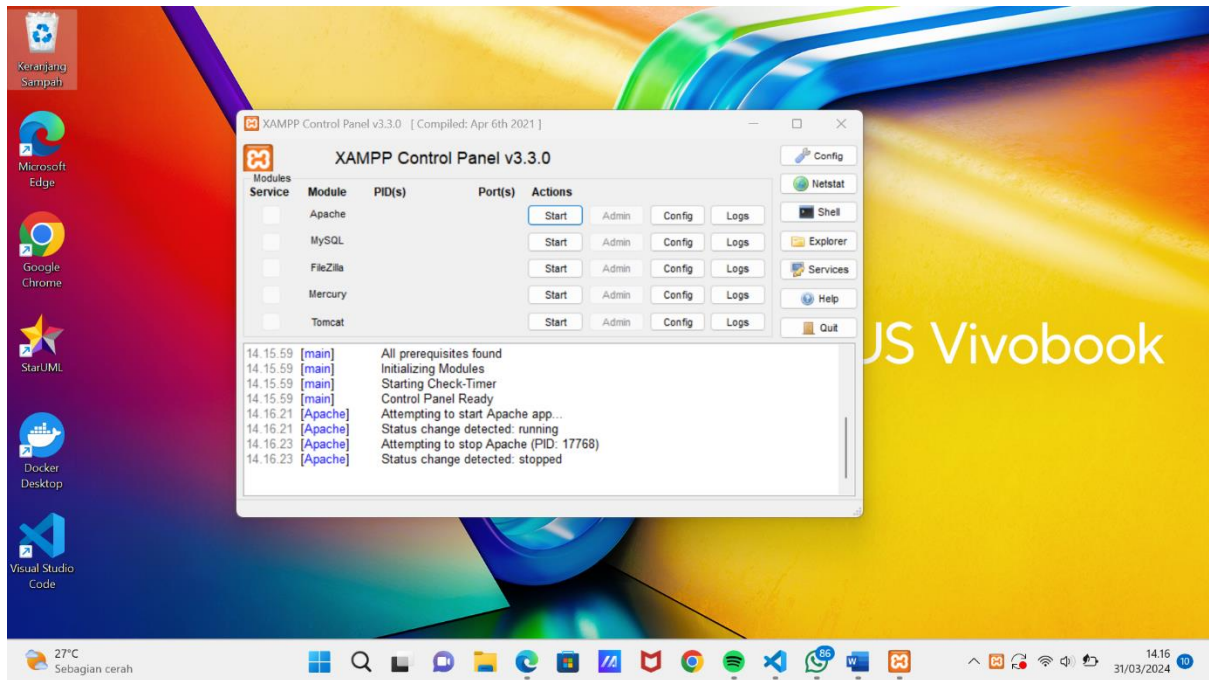 Keranjang
Sampah
Microsoft
Edge
Google
Chrome
StarUML
Docker
Desktop
Visual Studio
Code
XAMPP Control Panel v3.3.0 [ Compiled: Apr 6th 2021 ]
XAMPP Control Panel v3.3.0
Modules
Service Module PID(s) Port(s) Actions
Apache Start Admin Config Logs
MySQL Start Admin Config Logs
FileZilla Start Admin Config Logs
Mercury Start Admin Config Logs
Tomcat Start Admin Config Logs
Config
Netstat
Shell
Explorer
Services
Help
Quit
14.15.59 [main] All prerequisites found
14.15.59 [main] Initializing Modules
14.15.59 [main] Starting Check-Timer
14.15.59 [main] Control Panel Ready
14.16.21 [Apache] Attempting to start Apache app...
14.16.21 [Apache] Status change detected: running
14.16.23 [Apache] Attempting to stop Apache (PID: 17768)
14.16.23 [Apache] Status change detected: stopped
US Vivobook
27°C
Sebagian cerah
86
14.16
31/03/2024
10